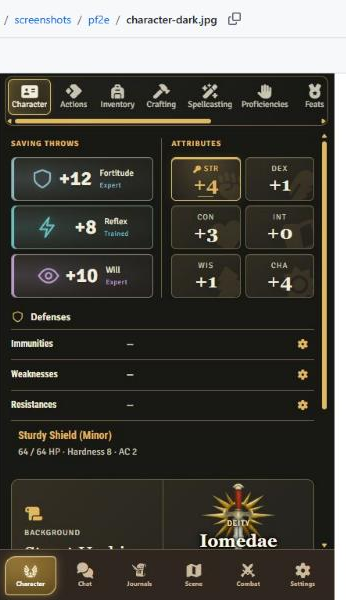 / screenshots / pf2e / character-dark.jpg
Character Actions Inventory Crafting Spellcasting Proficiencies Feats
SAVING THROWS
+12 Fortitude
Expert
+8 Reflex
Trained
+10 Will
Expert
ATTRIBUTES
STR
+4
DEX
+1
CON
+3
INT
+0
WIS
+1
CHA
+4
Defenses
Immunities –
Weaknesses –
Resistances –
Sturdy Shield (Minor)
64 / 64 HP · Hardness 8 · AC 2
BACKGROUND
DEITY
Iomedae
Character Chat Journals Scene Combat Settings